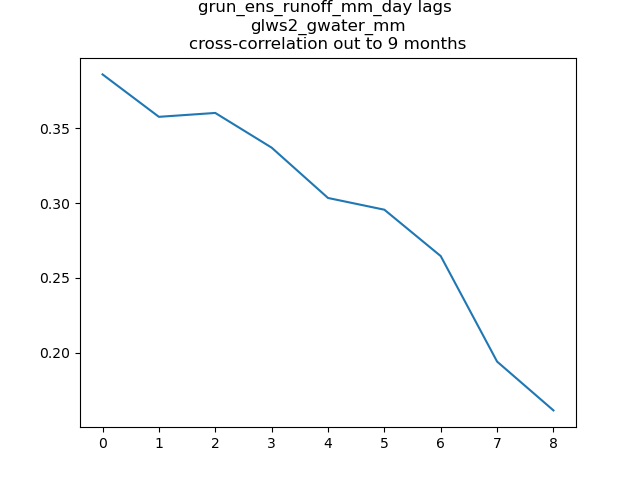 grun_ens_runoff_mm_day lags
glws2_gwater_mm
cross-correlation out to 9 months
0.35
0.30
0.25
0.20
0 1 2 3 4 5 6 7 8